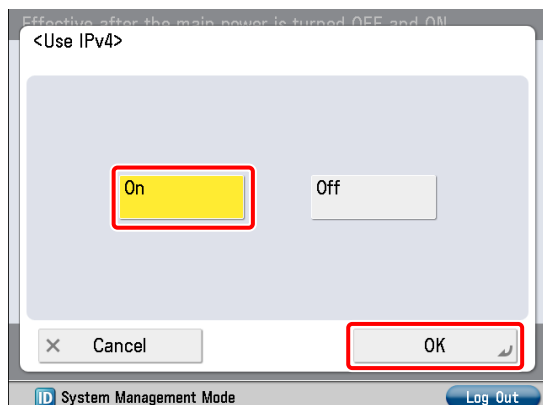 Effective after the main power is turned OFF and ON
<Use IPv4>
On
Off
× Cancel
OK
ID System Management Mode
Log Out